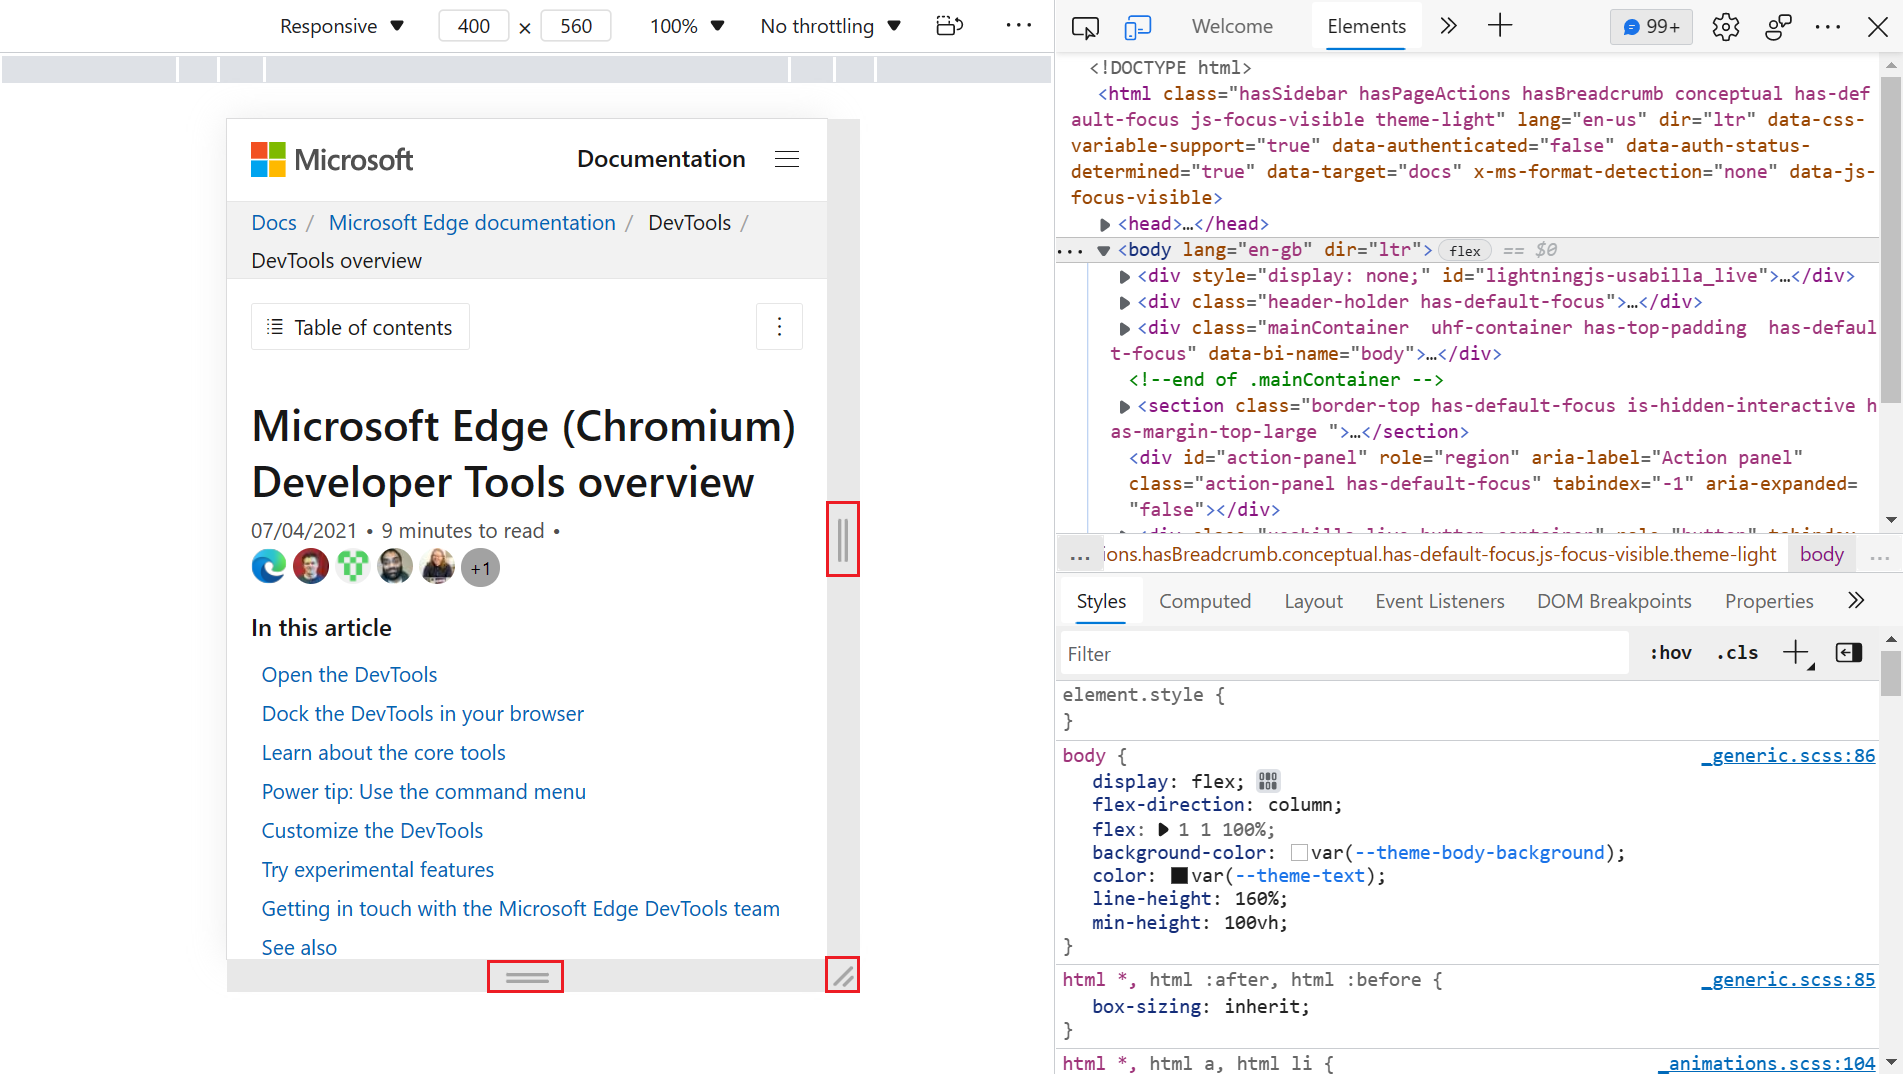 Responsive ▼ 400 × 560 100% ▼ No throttling ▼ ···
Microsoft Documentation
Docs / Microsoft Edge documentation / DevTools /
DevTools overview
Table of contents
Microsoft Edge (Chromium)
Developer Tools overview
07/04/2021 • 9 minutes to read •
+1
In this article
Open the DevTools
Dock the DevTools in your browser
Learn about the core tools
Power tip: Use the command menu
Customize the DevTools
Try experimental features
Getting in touch with the Microsoft Edge DevTools team
See also
Welcome Elements 99+ ···
<!DOCTYPE html>
<html class="hasSidebar hasPageActions hasBreadcrumb conceptual has-def
ault-focus js-focus-visible theme-light" lang="en-us" dir="ltr" data-css-
variable-support="true" data-authenticated="false" data-auth-status-
determined="true" data-target="docs" x-ms-format-detection="none" data-js-
focus-visible>
<head>…</head>
··· <body lang="en-gb" dir="ltr"> flex == $0
<div style="display: none;" id="lightningjs-usabilla_live">…</div>
<div class="header-holder has-default-focus">…</div>
<div class="mainContainer  uhf-container has-top-padding  has-defaul
t-focus" data-bi-name="body">…</div>
<!--end of .mainContainer -->
<section class="border-top has-default-focus is-hidden-interactive h
as-margin-top-large ">…</section>
<div id="action-panel" role="region" aria-label="Action panel"
class="action-panel has-default-focus" tabindex="-1" aria-expanded=
"false"></div>
... ions.hasBreadcrumb.conceptual.has-default-focus.js-focus-visible.theme-light body ...
Styles Computed Layout Event Listeners DOM Breakpoints Properties
Filter :hov .cls
element.style {
}
body { _generic.scss:86
display: flex;
flex-direction: column;
flex: 1 1 100%;
background-color: var(--theme-body-background);
color: var(--theme-text);
line-height: 160%;
min-height: 100vh;
}
html *, html :after, html :before { _generic.scss:85
box-sizing: inherit;
}
html *, html a, html li { _animations.scss:104